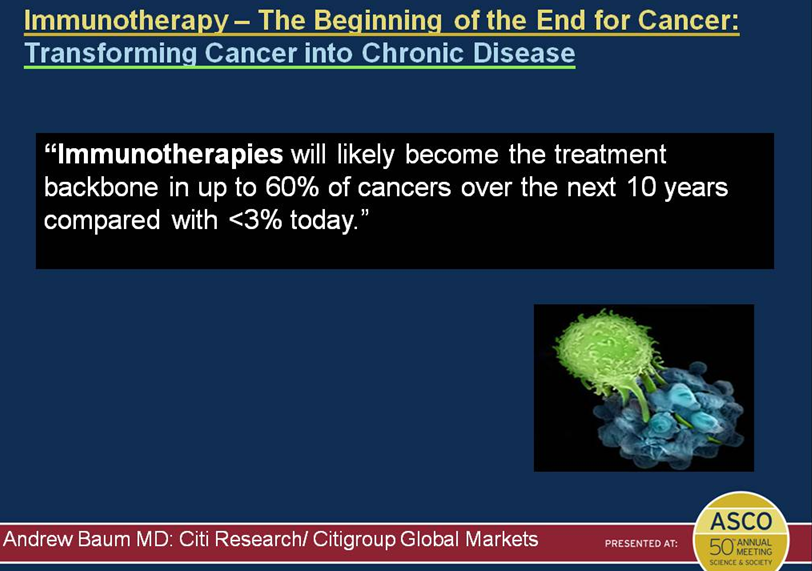 Immunotherapy – The Beginning of the End for Cancer:
Transforming Cancer into Chronic Disease
“Immunotherapies will likely become the treatment
backbone in up to 60% of cancers over the next 10 years
compared with <3% today.”
Andrew Baum MD: Citi Research/ Citigroup Global Markets
PRESENTED AT:
ASCO
50TH ANNUAL
MEETING
SCIENCE & SOCIETY